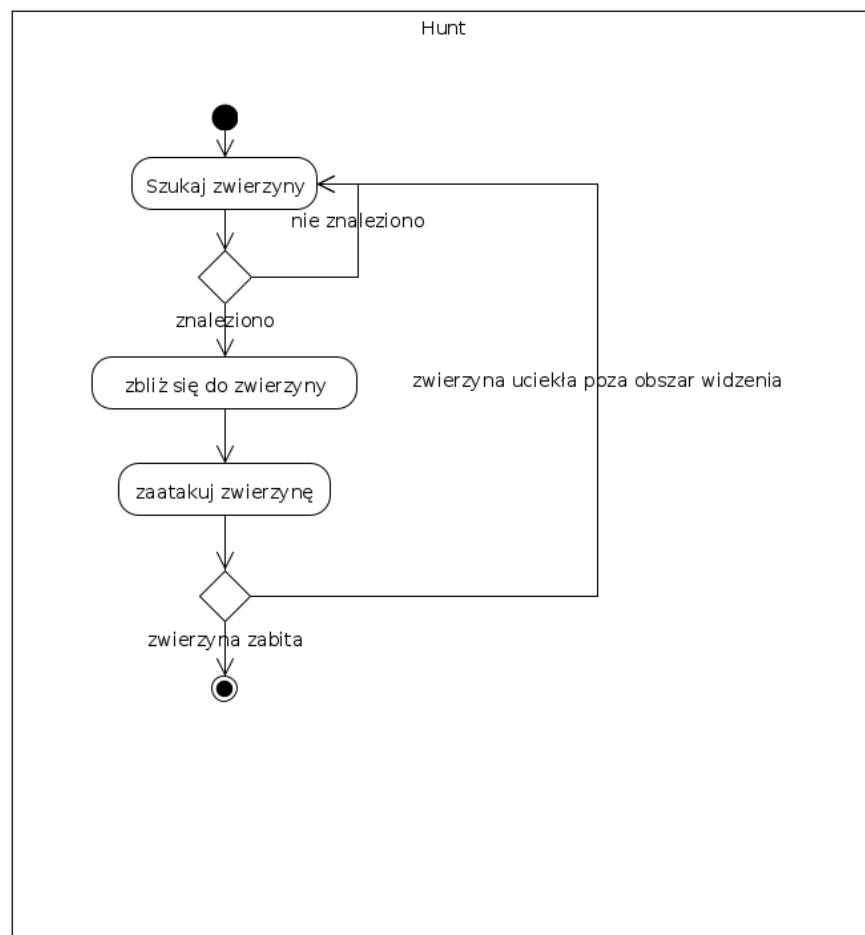 Hunt
Szukaj zwierzyny
nie znaleziono
znaleziono
zbliż się do zwierzyny
zwierzyna uciekła poza obszar widzenia
zaatakuj zwierzynę
zwierzyna zabita